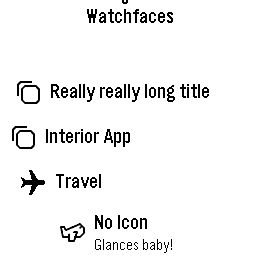 Watchfaces
Really really long title
Interior App
Travel
No Icon
Glances baby!